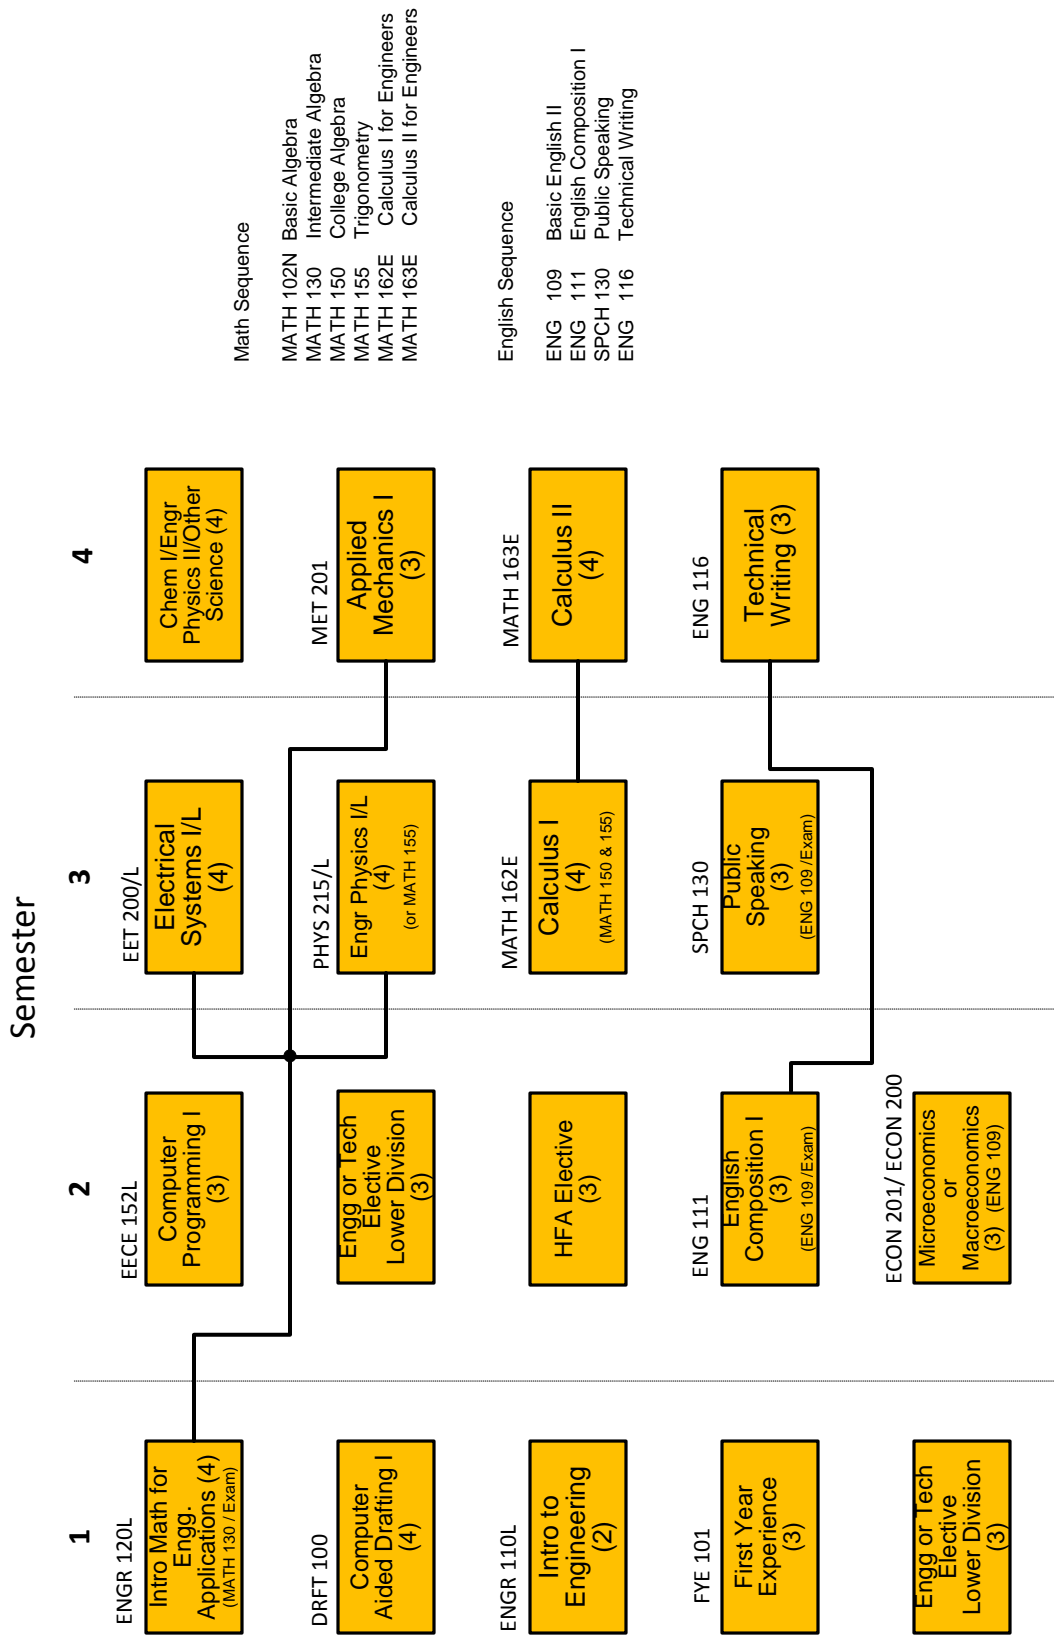 Semester
1
2
3
4
ENGR 120L
Intro Math for
Engg.
Applications (4)
(MATH 130 / Exam)
DRFT 100
Computer
Aided Drafting I
(4)
ENGR 110L
Intro to
Engineering
(2)
FYE 101
First Year
Experience
(3)
Engg or Tech
Elective
Lower Division
(3)
EECE 152L
Computer
Programming I
(3)
Engg or Tech
Elective
Lower Division
(3)
HFA Elective
(3)
ENG 111
English
Composition I
(3)
(ENG 109 /Exam)
ECON 201/ ECON 200
Microeconomics
or
Macroeconomics
(3) (ENG 109)
EET 200/L
Electrical
Systems I/L
(4)
PHYS 215/L
Engr Physics I/L
(4)
(or MATH 155)
MATH 162E
Calculus I
(4)
(MATH 150 & 155)
SPCH 130
Public
Speaking
(3)
(ENG 109 /Exam)
Chem I/Engr
Physics II/Other
Science (4)
MET 201
Applied
Mechanics I
(3)
MATH 163E
Calculus II
(4)
ENG 116
Technical
Writing (3)
Math Sequence
MATH 102N Basic Algebra
MATH 130 Intermediate Algebra
MATH 150 College Algebra
MATH 155 Trigonometry
MATH 162E Calculus I for Engineers
MATH 163E Calculus II for Engineers
English Sequence
ENG 109 Basic English II
ENG 111 English Composition I
SPCH 130 Public Speaking
ENG 116 Technical Writing